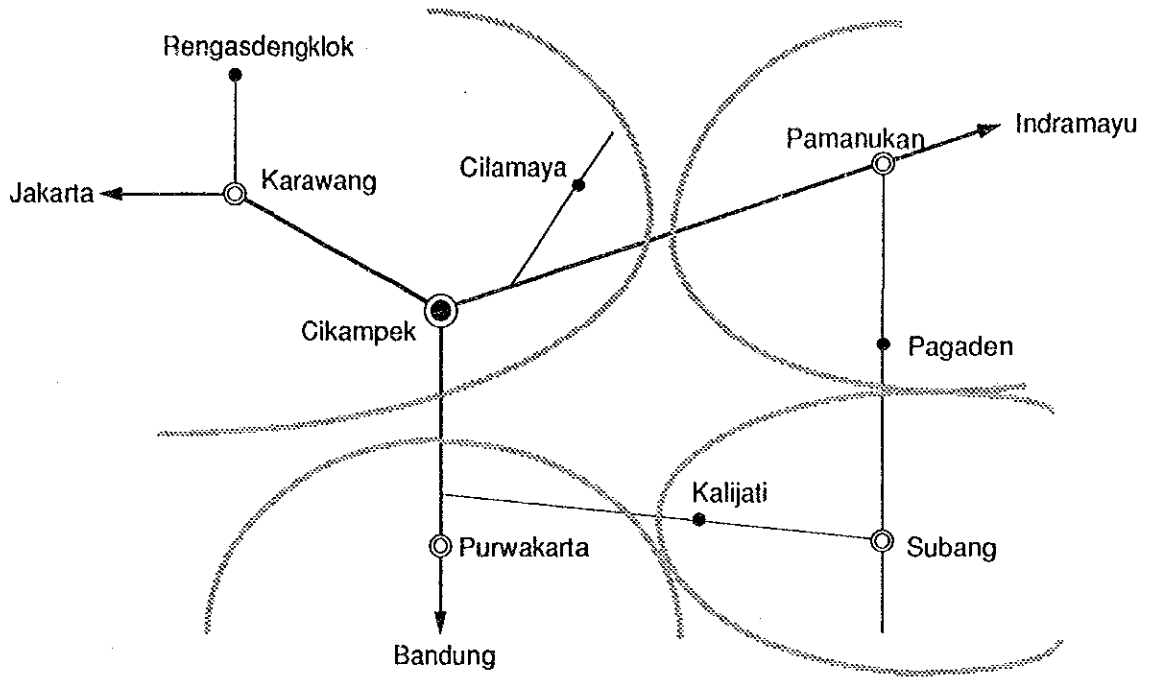 Rengasdengklok
Indramayu
Pamanukan
Cilamaya
Karawang
Jakarta
Cikampek
Pagaden
Kalijati
Purwakarta
Subang
Bandung